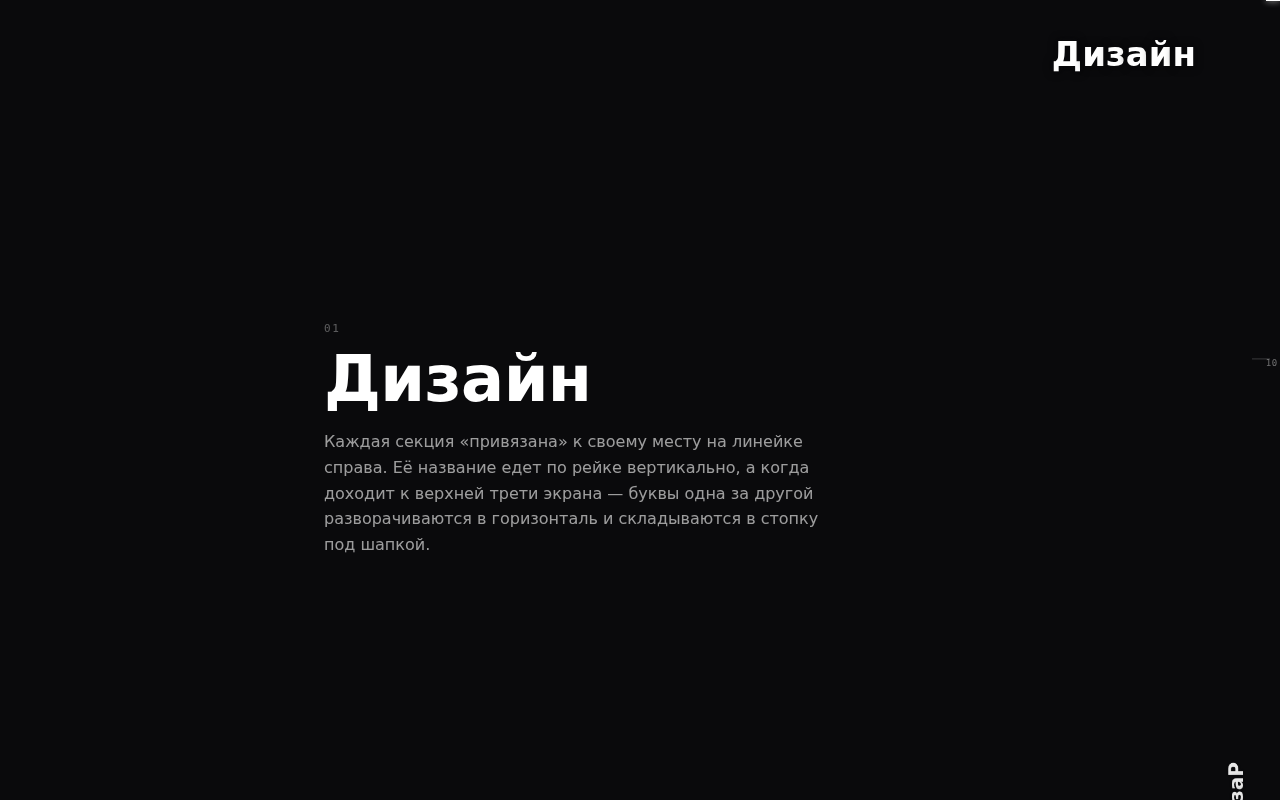 Дизайн
01
Дизайн
Каждая секция «привязана» к своему месту на линейке
справа. Её название едет по рейке вертикально, а когда
доходит к верхней трети экрана — буквы одна за другой
разворачиваются в горизонталь и складываются в стопку
под шапкой.
10